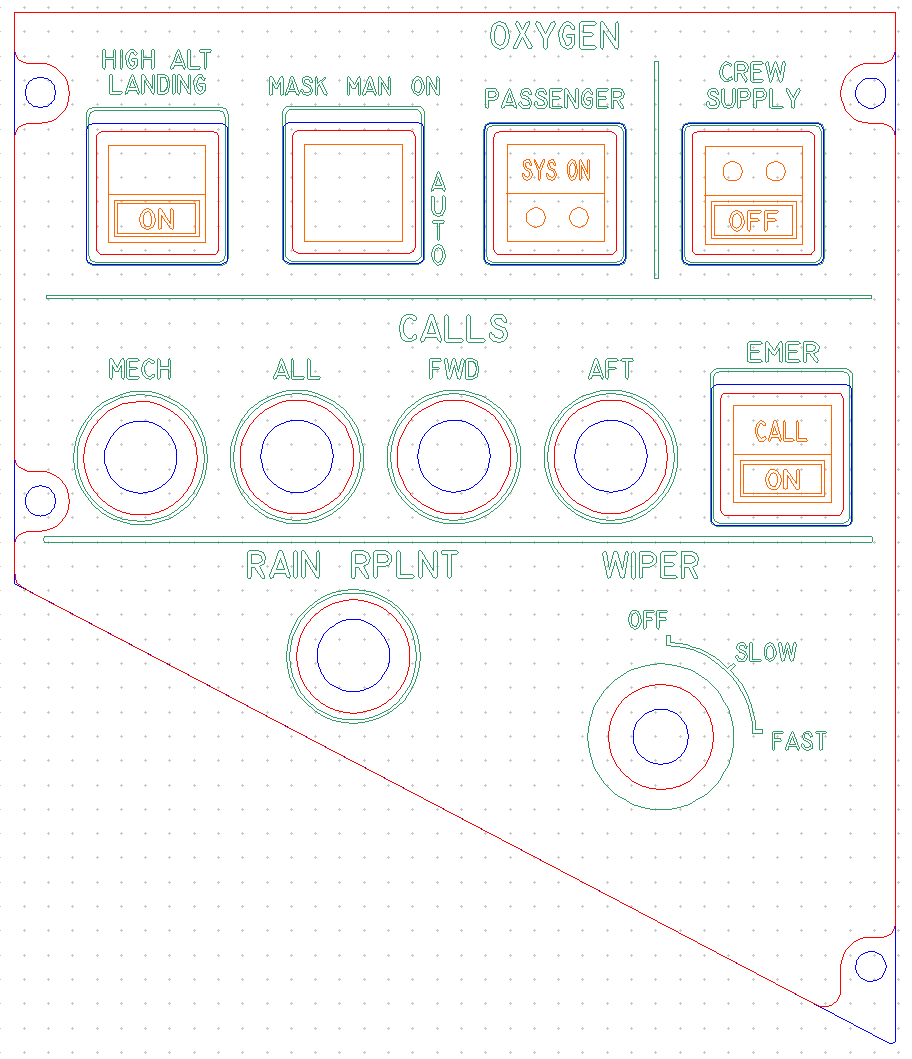 OXYGEN
HIGH ALT
LANDING
MASK MAN ON
PASSENGER
CREW
SUPPLY
ON
AUTO
SYS ON
OFF
CALLS
MECH
ALL
FWD
AFT
EMER
CALL
ON
RAIN RPLNT
WIPER
OFF
SLOW
FAST